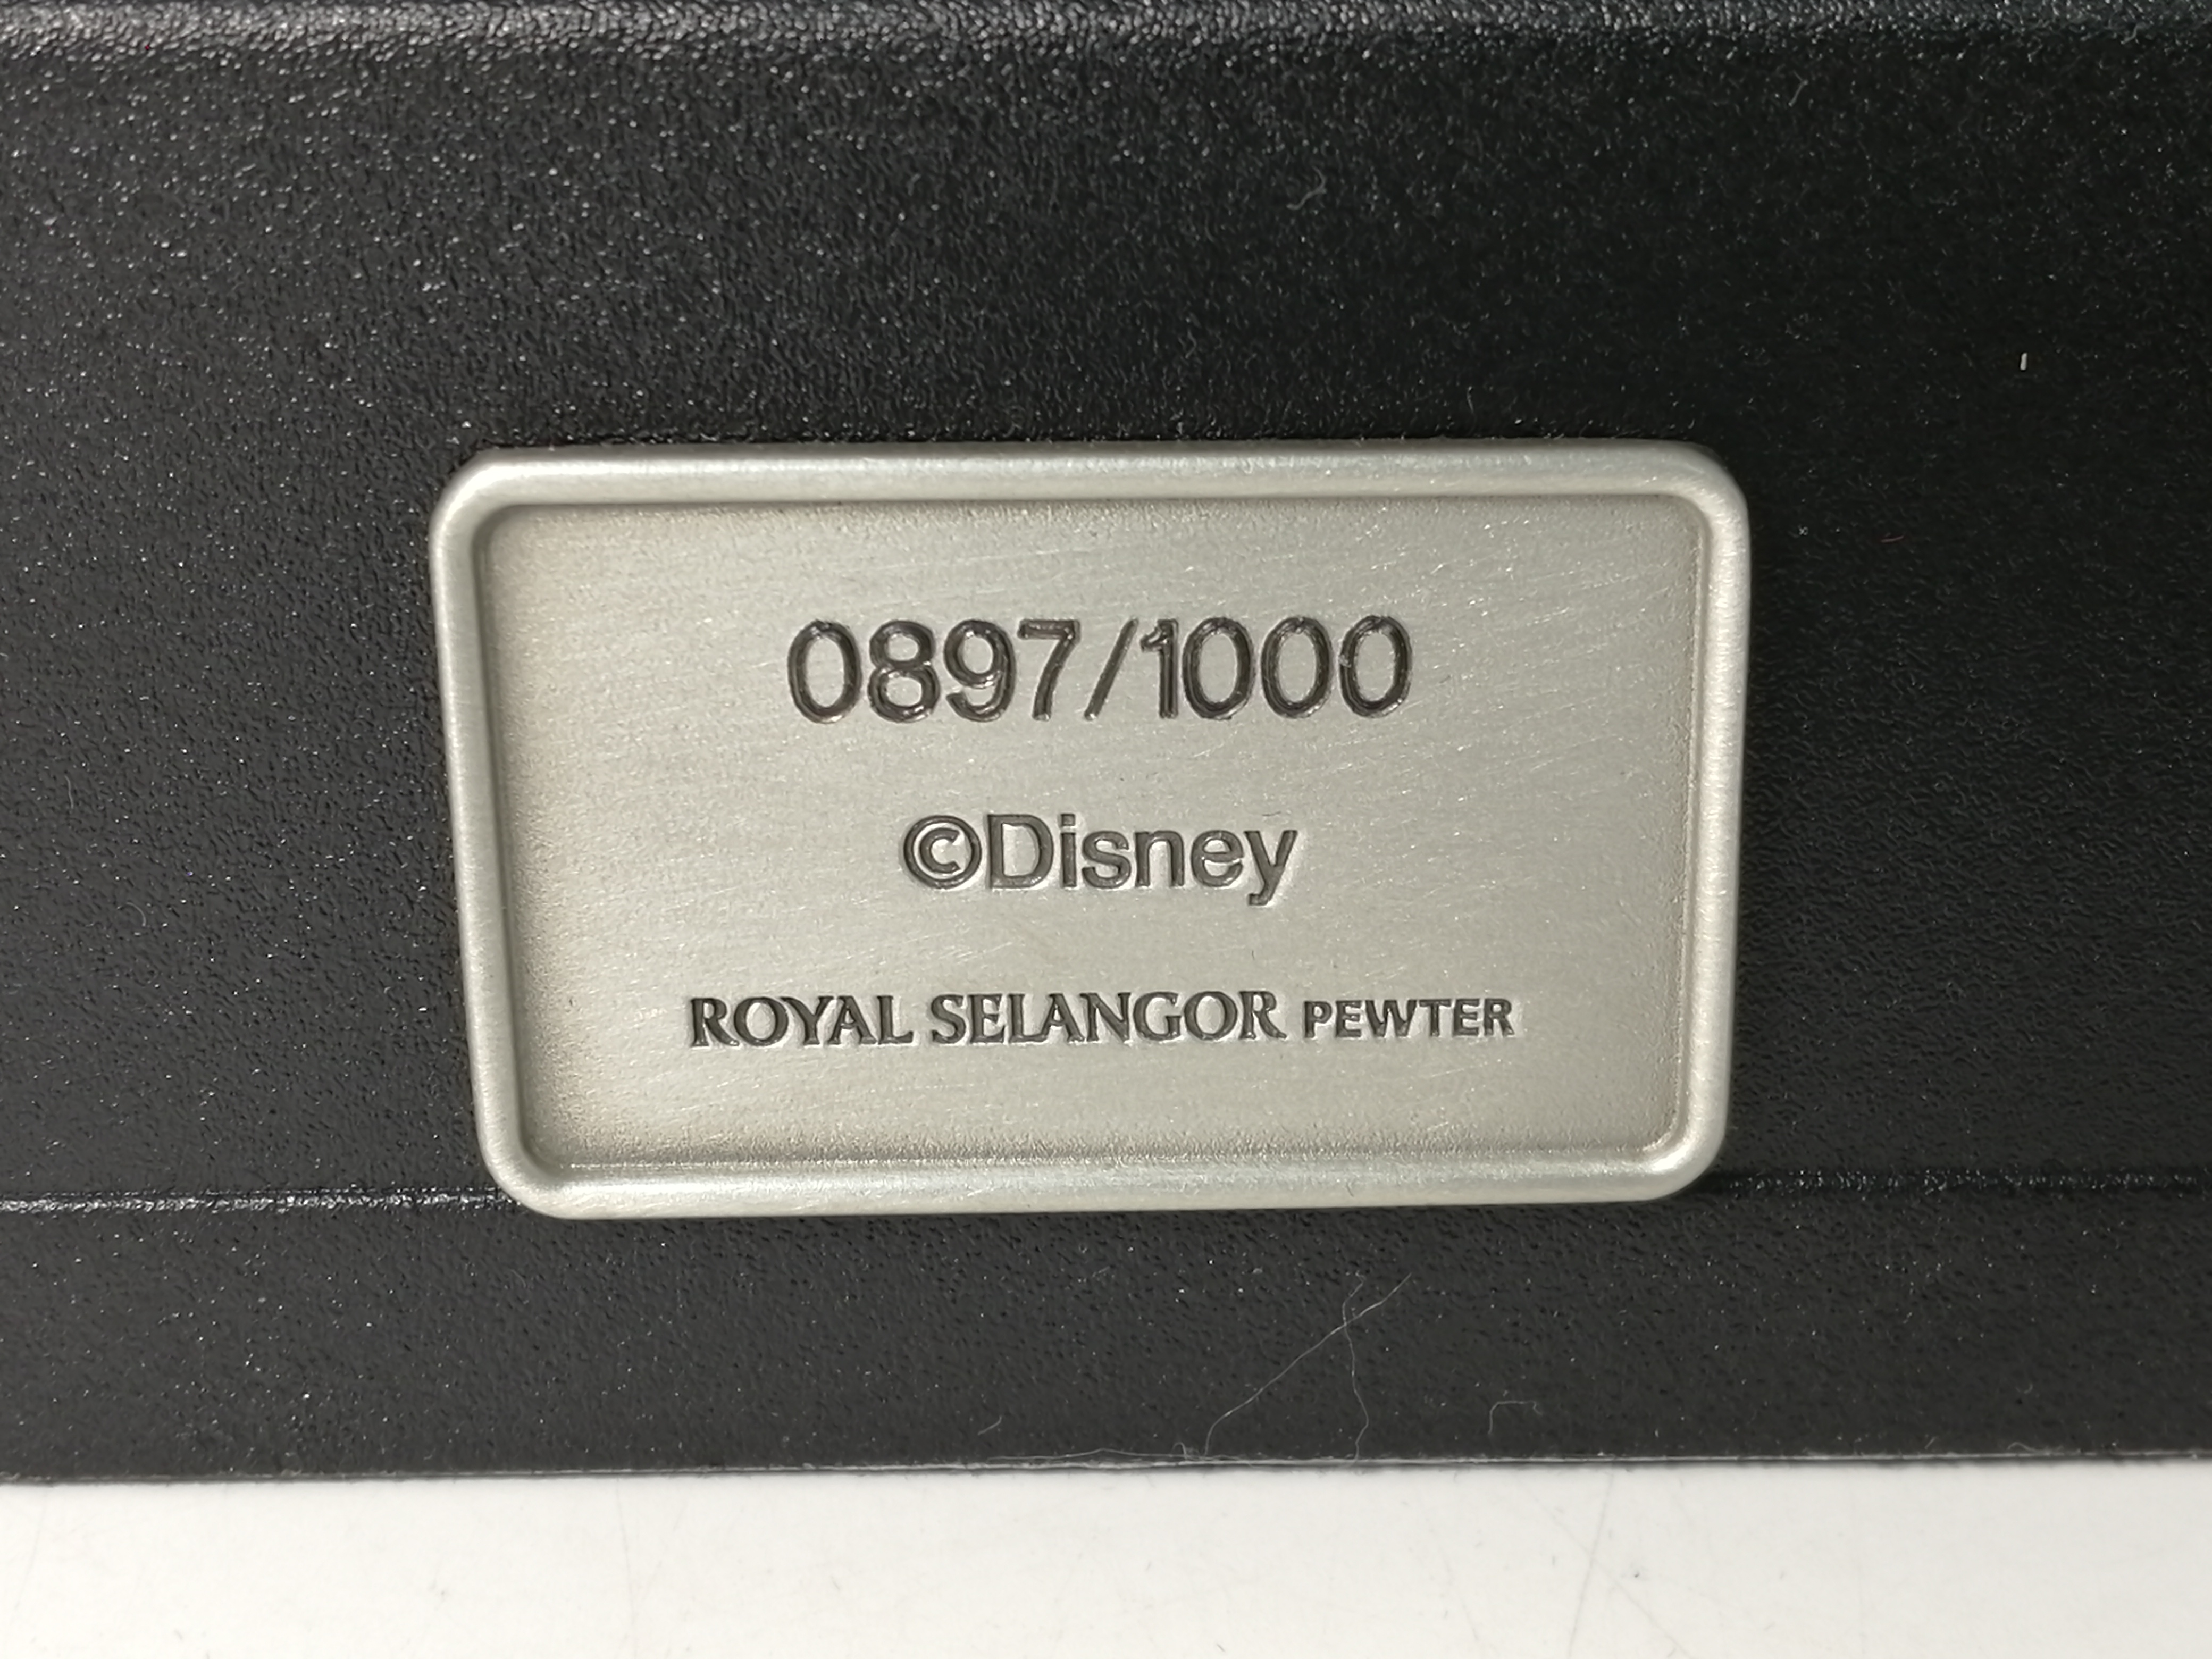 0897/1000
©Disney
ROYAL SELANGOR PEWTER